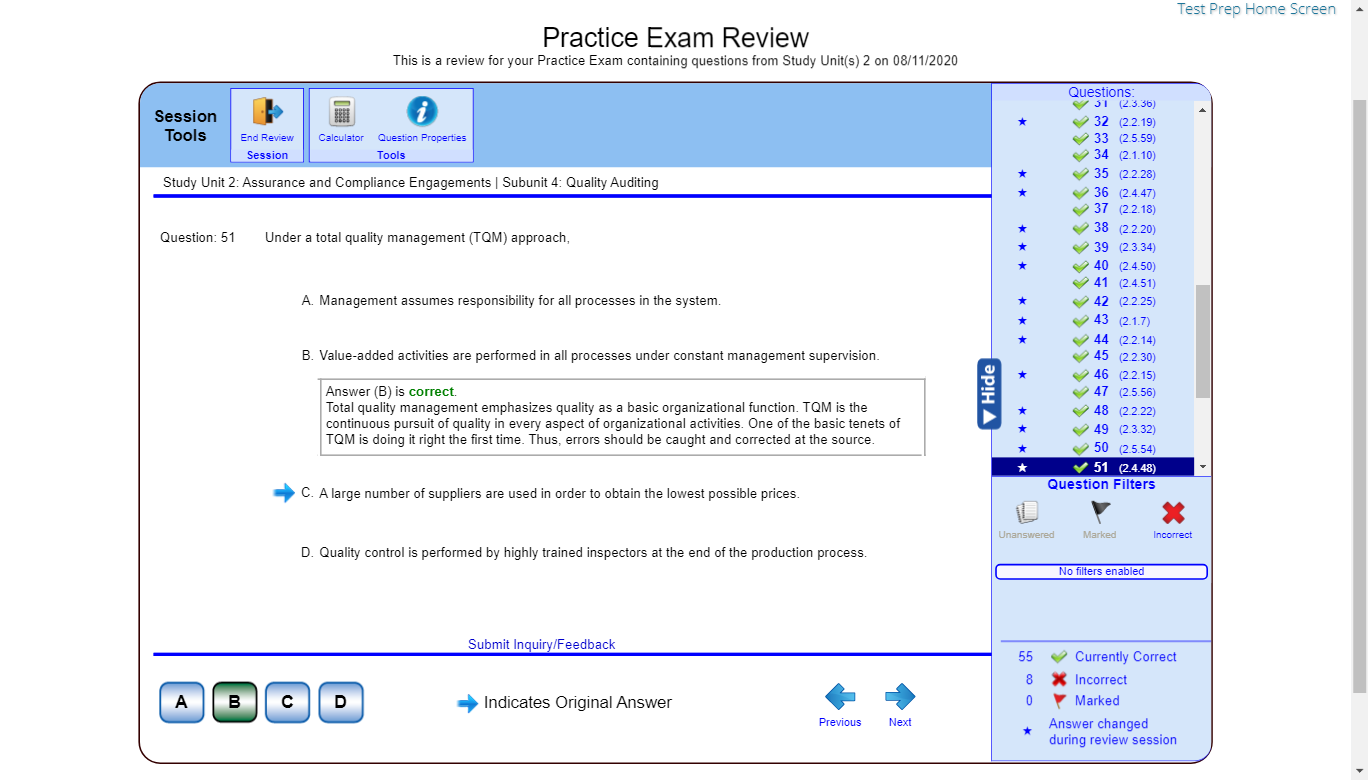 Test Prep Home Screen
Practice Exam Review
This is a review for your Practice Exam containing questions from Study Unit(s) 2 on 08/11/2020
Session Tools
End Review
Session
Calculator
Question Properties
Tools
Study Unit 2: Assurance and Compliance Engagements | Subunit 4: Quality Auditing
Question: 51 Under a total quality management (TQM) approach,
A. Management assumes responsibility for all processes in the system.
B. Value-added activities are performed in all processes under constant management supervision.
Answer (B) is correct.
Total quality management emphasizes quality as a basic organizational function. TQM is the
continuous pursuit of quality in every aspect of organizational activities. One of the basic tenets of
TQM is doing it right the first time. Thus, errors should be caught and corrected at the source.
C. A large number of suppliers are used in order to obtain the lowest possible prices.
D. Quality control is performed by highly trained inspectors at the end of the production process.
Submit Inquiry/Feedback
A B C D
Indicates Original Answer
Previous
Next
Hide
Questions:
31 (2.3.36)
32 (2.2.19)
33 (2.5.59)
34 (2.1.10)
35 (2.2.28)
36 (2.4.47)
37 (2.2.18)
38 (2.2.20)
39 (2.3.34)
40 (2.4.50)
41 (2.4.51)
42 (2.2.25)
43 (2.1.7)
44 (2.2.14)
45 (2.2.30)
46 (2.2.15)
47 (2.5.56)
48 (2.2.22)
49 (2.3.32)
50 (2.5.54)
51 (2.4.48)
Question Filters
Unanswered
Marked
Incorrect
No filters enabled
55 Currently Correct
8 Incorrect
0 Marked
Answer changed
during review session